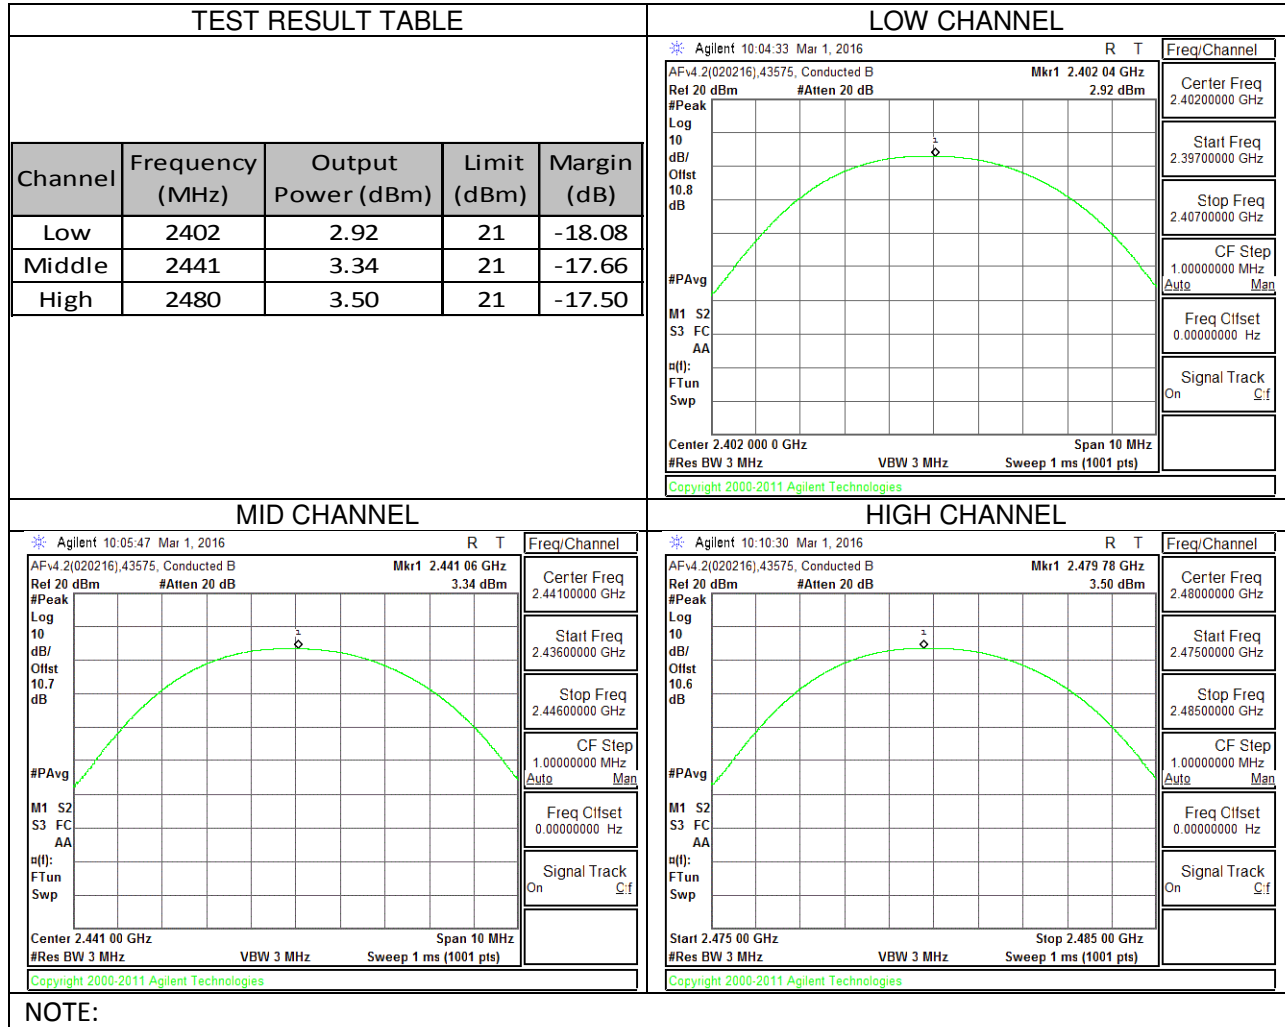 TEST RESULT TABLE
Channel Frequency (MHz) Output Power (dBm) Limit (dBm) Margin (dB)
Low 2402 2.92 21 -18.08
Middle 2441 3.34 21 -17.66
High 2480 3.50 21 -17.50
LOW CHANNEL
Agilent 10:04:33 Mar 1, 2016 R T
AFv4.2(020216),43575, Conducted B Mkr1 2.402 04 GHz
Ref 20 dBm #Atten 20 dB 2.92 dBm
#Peak
Log
10
dB/
Offst
10.8
dB
#PAvg
M1 S2
S3 FC
AA
¤(f):
FTun
Swp
1
Center 2.402 000 0 GHz Span 10 MHz
#Res BW 3 MHz VBW 3 MHz Sweep 1 ms (1001 pts)
Copyright 2000-2011 Agilent Technologies
Freq/Channel
Center Freq
2.40200000 GHz
Start Freq
2.39700000 GHz
Stop Freq
2.40700000 GHz
CF Step
1.00000000 MHz
Auto Man
Freq Offset
0.00000000 Hz
Signal Track
On Off
MID CHANNEL
Agilent 10:05:47 Mar 1, 2016 R T
AFv4.2(020216),43575, Conducted B Mkr1 2.441 06 GHz
Ref 20 dBm #Atten 20 dB 3.34 dBm
#Peak
Log
10
dB/
Offst
10.7
dB
#PAvg
M1 S2
S3 FC
AA
¤(f):
FTun
Swp
1
Center 2.441 00 GHz Span 10 MHz
#Res BW 3 MHz VBW 3 MHz Sweep 1 ms (1001 pts)
Copyright 2000-2011 Agilent Technologies
Freq/Channel
Center Freq
2.44100000 GHz
Start Freq
2.43600000 GHz
Stop Freq
2.44600000 GHz
CF Step
1.00000000 MHz
Auto Man
Freq Offset
0.00000000 Hz
Signal Track
On Off
HIGH CHANNEL
Agilent 10:10:30 Mar 1, 2016 R T
AFv4.2(020216),43575, Conducted B Mkr1 2.479 78 GHz
Ref 20 dBm #Atten 20 dB 3.50 dBm
#Peak
Log
10
dB/
Offst
10.6
dB
#PAvg
M1 S2
S3 FC
AA
¤(f):
FTun
Swp
1
Start 2.475 00 GHz Stop 2.485 00 GHz
#Res BW 3 MHz VBW 3 MHz Sweep 1 ms (1001 pts)
Copyright 2000-2011 Agilent Technologies
Freq/Channel
Center Freq
2.48000000 GHz
Start Freq
2.47500000 GHz
Stop Freq
2.48500000 GHz
CF Step
1.00000000 MHz
Auto Man
Freq Offset
0.00000000 Hz
Signal Track
On Off
NOTE: